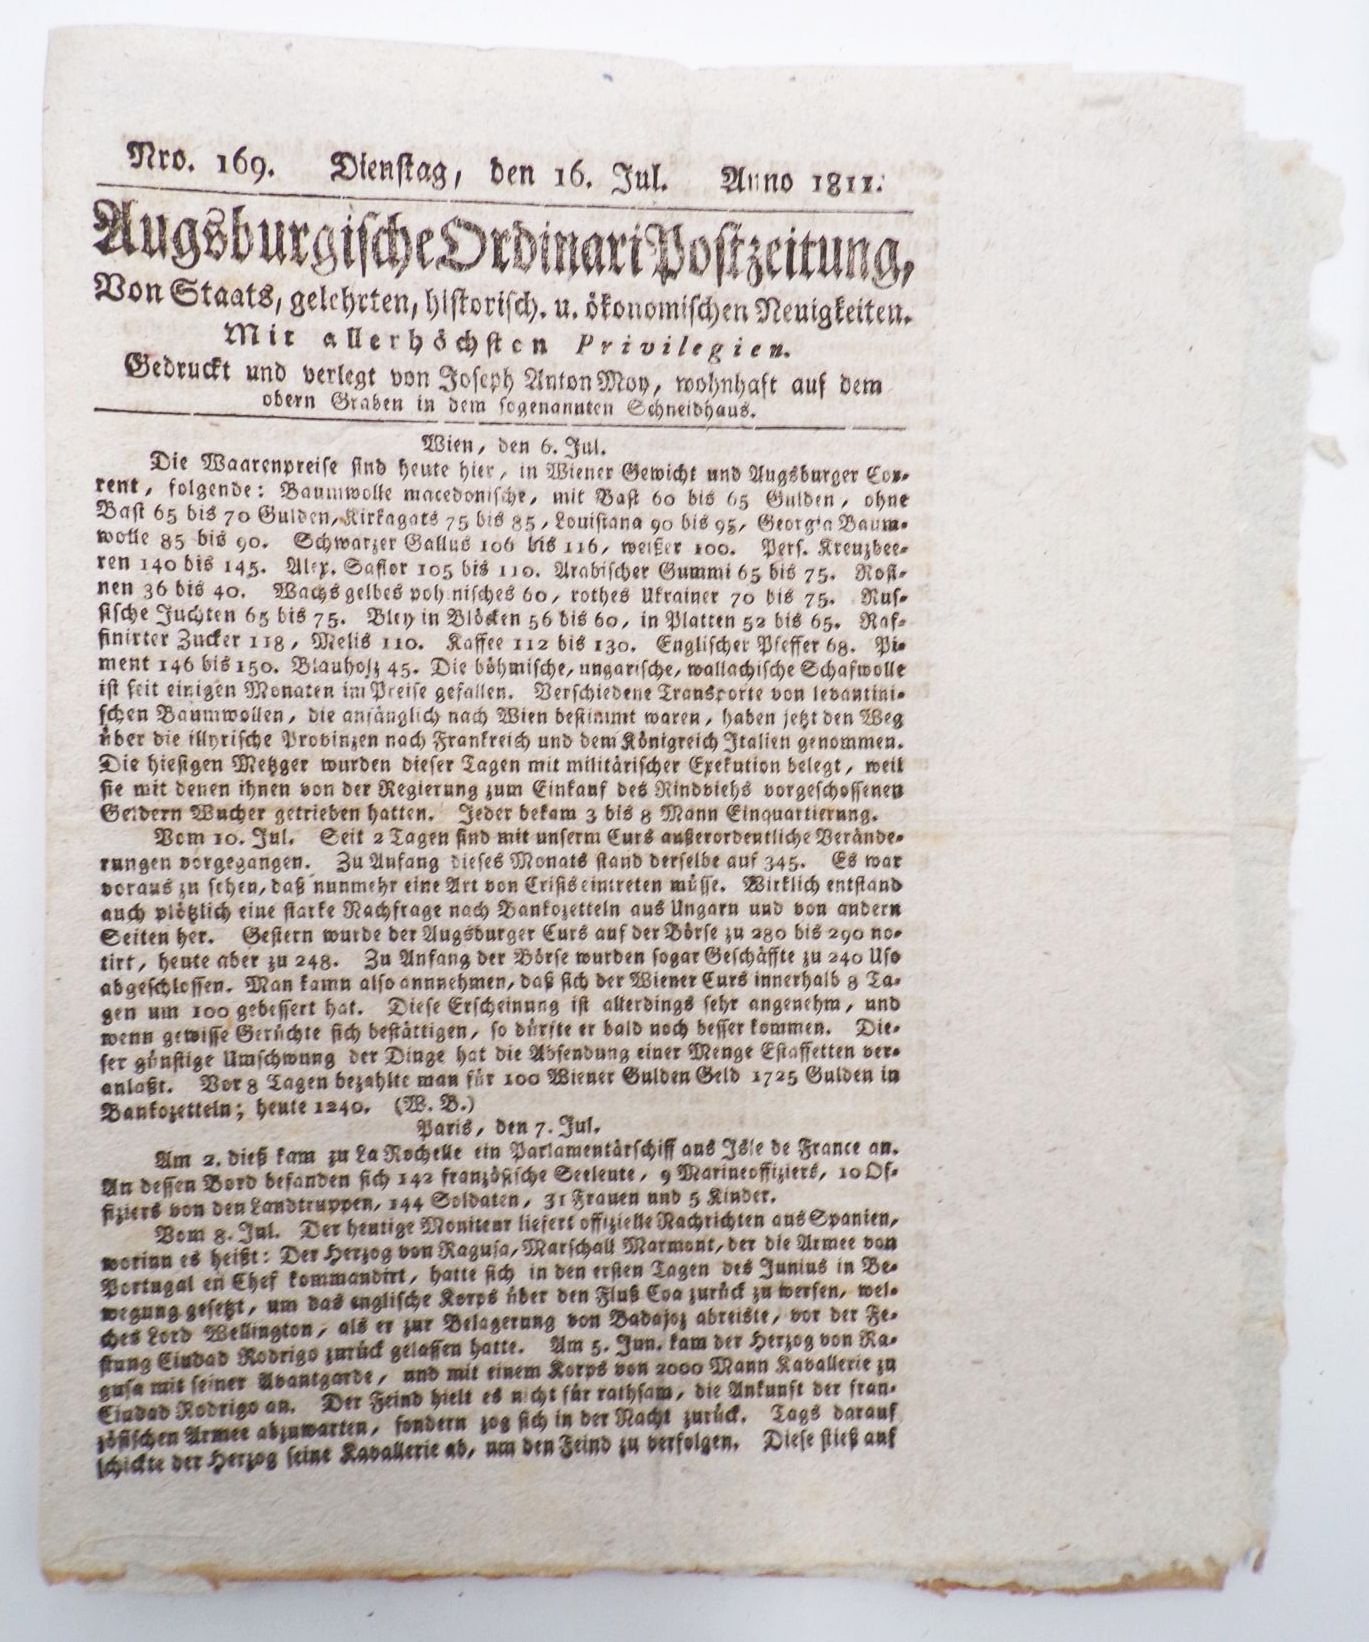 Nro. 169. Dienſtag, den 16. Jul. Anno 1811.
Augsburgiſche Ordinari Poſtzeitung,
Von Staats, gelehrten, hiſtoriſch. u. ökonomiſchen Neuigkeiten.
Mit allerhöchſten Privilegien.
Gedruckt und verlegt von Joſeph Anton Moy, wohnhaft auf dem
obern Graben in dem ſogenannten Schneidhaus.
Wien, den 6. Jul.
Die Waarenpreiſe ſind heute hier, in Wiener Gewicht und Augsburger Cor-
rent, folgende: Baumwolle macedoniſche, mit Baſt 60 bis 65 Gulden, ohne
Baſt 65 bis 70 Gulden, Kirkagats 75 bis 85, Louiſiana 90 bis 95, Georgia Baum-
wolle 85 bis 90. Schwarzer Gallus 106 bis 116, weißer 100. Perſ. Kreuzbee-
ren 140 bis 145. Alex. Saflor 105 bis 110. Arabiſcher Gummi 65 bis 75. Roſi-
nen 36 bis 40. Wachs gelbes pohlniſches 60, rothes Ukrainer 70 bis 75. Ruſ-
ſiſche Juchten 65 bis 75. Bley in Blöcken 56 bis 60, in Platten 52 bis 65. Raf-
finirter Zucker 118, Melis 110. Kaffee 112 bis 130. Engliſcher Pfeffer 68. Pi-
ment 146 bis 150. Blauholz 45. Die böhmiſche, ungariſche, wallachiſche Schafwolle
iſt ſeit einigen Monaten im Preiſe gefallen. Verſchiedene Transporte von levantini-
ſchen Baumwollen, die anfänglich nach Wien beſtimmt waren, haben jetzt den Weg
über die illyriſche Provinzen nach Frankreich und dem Königreich Italien genommen.
Die hieſigen Metzger wurden dieſer Tagen mit militäriſcher Exekution belegt, weil
ſie mit denen ihnen von der Regierung zum Einkauf des Rindviehs vorgeſchoſſenen
Geldern Wucher getrieben hatten. Jeder bekam 3 bis 8 Mann Einquartierung.
Vom 10. Jul. Seit 2 Tagen ſind mit unſerm Curs außerordentliche Verände-
rungen vorgegangen. Zu Anfang dieſes Monats ſtand derſelbe auf 345. Es war
voraus zu ſehen, daß nunmehr eine Art von Criſis eintreten müſſe. Wirklich entſtand
auch plötzlich eine ſtarke Nachfrage nach Bankozetteln aus Ungarn und von andern
Seiten her. Geſtern wurde der Augsburger Curs auf der Börſe zu 280 bis 290 no-
tirt, heute aber zu 248. Zu Anfang der Börſe wurden ſogar Geſchäffte zu 240 Uſo
abgeſchloſſen. Man kann alſo annnehmen, daß ſich der Wiener Curs innerhalb 8 Ta-
gen um 100 gebeſſert hat. Dieſe Erſcheinung iſt allerdings ſehr angenehm, und
wenn gewiſſe Gerüchte ſich beſtättigen, ſo dürfte er bald noch beſſer kommen. Die-
ſer günſtige Umſchwung der Dinge hat die Abſendung einer Menge Eſtaffetten ver-
anlaßt. Vor 8 Tagen bezahlte man für 100 Wiener Gulden Geld 1725 Gulden in
Bankozetteln; heute 1240. (W. B.)
Paris, den 7. Jul.
Am 2. dieß kam zu La Rochelle ein Parlamentärſchiff aus Isle de France an.
An deſſen Bord befanden ſich 142 franzöſiſche Seeleute, 9 Marineoffiziers, 10 Of-
fiziers von den Landtruppen, 144 Soldaten, 31 Frauen und 5 Kinder.
Vom 8. Jul. Der heutige Moniteur liefert offizielle Nachrichten aus Spanien,
worinn es heißt: Der Herzog von Raguſa, Marſchall Marmont, der die Armee von
Portugal en Chef kommandirt, hatte ſich in den erſten Tagen des Junius in Be-
wegung geſetzt, um das engliſche Korps über den Fluß Coa zurück zu werfen, wel-
ches Lord Wellington, als er zur Belagerung von Badajoz abreiste, vor der Fe-
ſtung Ciudad Rodrigo zurück gelaſſen hatte. Am 5. Jun. kam der Herzog von Ra-
guſa mit ſeiner Avantgarde, und mit einem Korps von 2000 Mann Kavallerie zu
Ciudad Rodrigo an. Der Feind hielt es nicht für rathſam, die Ankunft der fran-
zöſiſchen Armee abzuwarten, ſondern zog ſich in der Nacht zurück. Tags darauf
ſchickte der Herzog ſeine Kavallerie ab, um den Feind zu verfolgen. Dieſe ſtieß auf